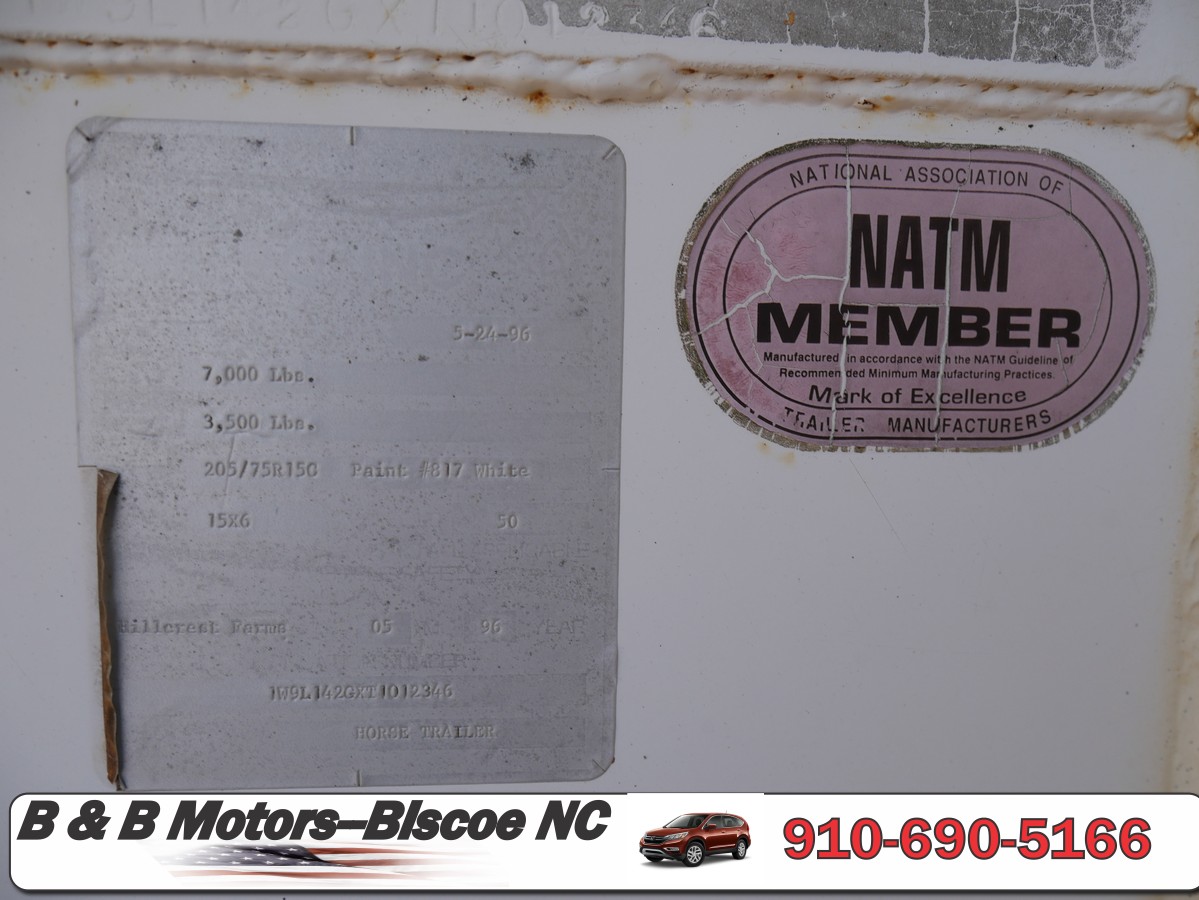 5-24-96
7,000 Lbs.
3,500 Lbs.
205/75R15C Paint #817 White
15X6 50
Hillcrest Farms 05 96 YEAR
1W9L142GXT1012346
HORSE TRAILER
NATIONAL ASSOCIATION OF
NATM
MEMBER
Manufactured in accordance with the NATM Guideline of
Recommended Minimum Manufacturing Practices.
Mark of Excellence
TRAILER MANUFACTURERS
B & B Motors–BIscoe NC
910-690-5166